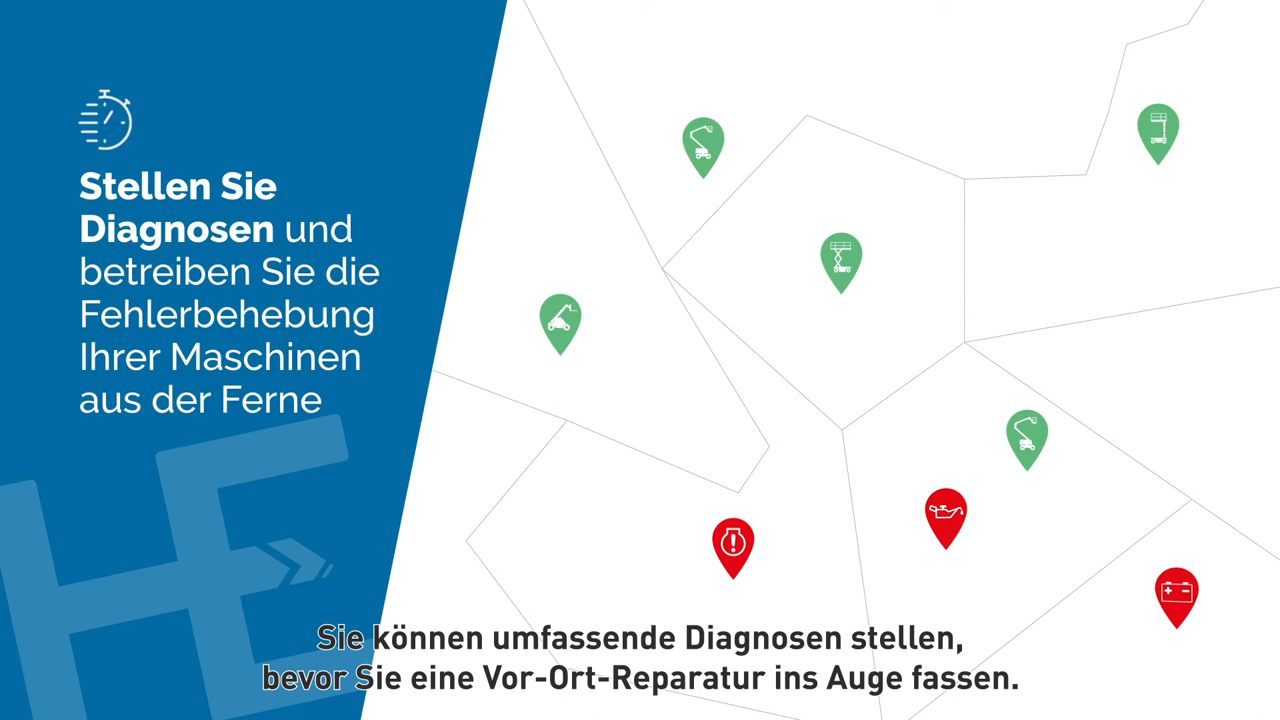 Stellen Sie
Diagnosen und
betreiben Sie die
Fehlerbehebung
Ihrer Maschinen
aus der Ferne
HE
Sie können umfassende Diagnosen stellen,
bevor Sie eine Vor-Ort-Reparatur ins Auge fassen.